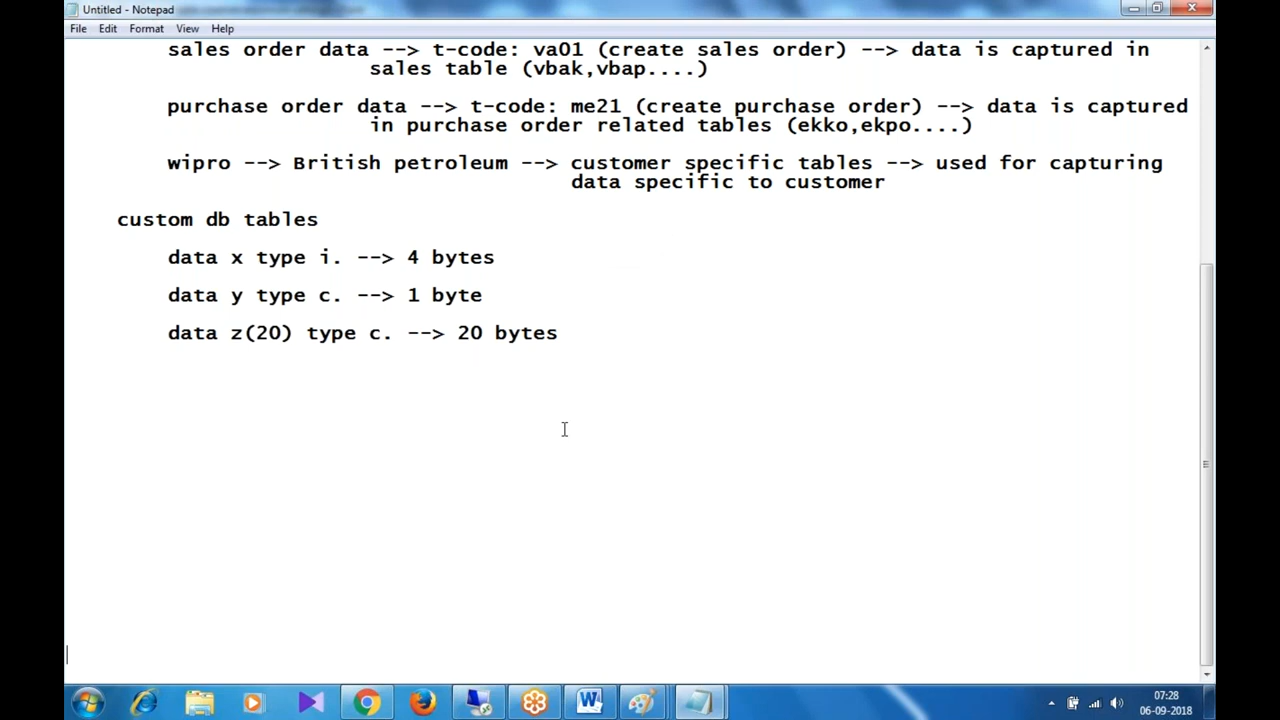 Untitled - Notepad
File Edit Format View Help
sales order data --> t-code: va01 (create sales order) --> data is captured in
sales table (vbak,vbap....)
purchase order data --> t-code: me21 (create purchase order) --> data is captured
in purchase order related tables (ekko,ekpo....)
wipro --> British petroleum --> customer specific tables --> used for capturing
data specific to customer
custom db tables
data x type i. --> 4 bytes
data y type c. --> 1 byte
data z(20) type c. --> 20 bytes
07:28
06-09-2018